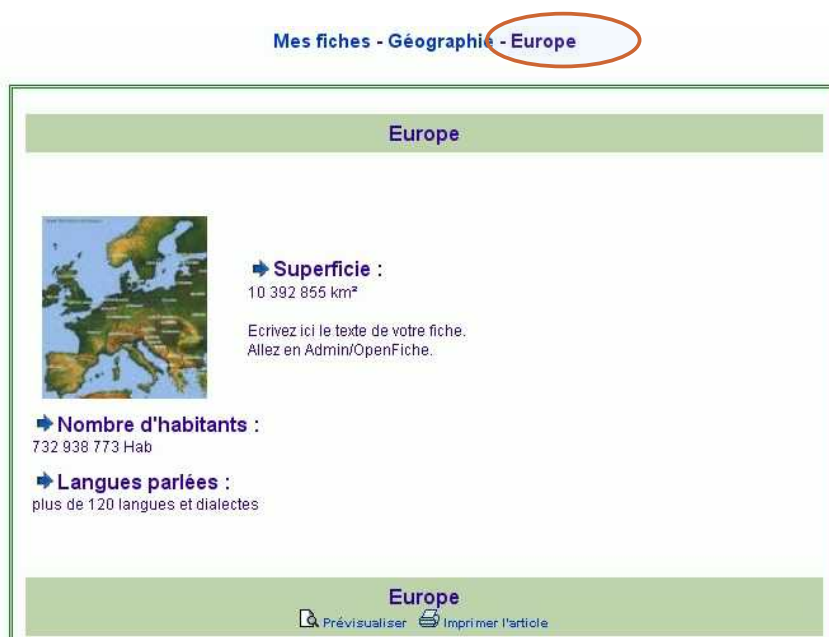 Mes fiches - Géographie - Europe
Europe
Superficie :
10 392 855 km²
Ecrivez ici le texte de votre fiche.
Allez en Admin/OpenFiche.
Nombre d'habitants :
732 938 773 Hab
Langues parlées :
plus de 120 langues et dialectes
Europe
Prévisualiser Imprimer l'article